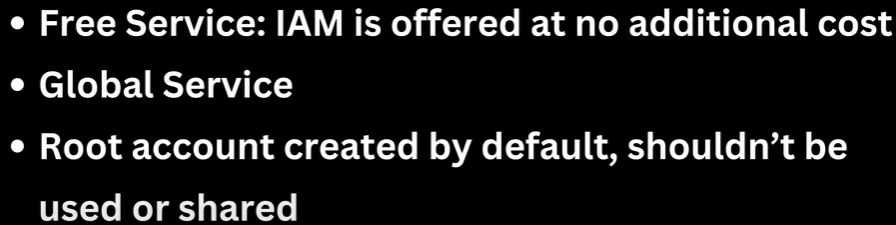 • Free Service: IAM is offered at no additional cost
• Global Service
• Root account created by default, shouldn’t be
used or shared